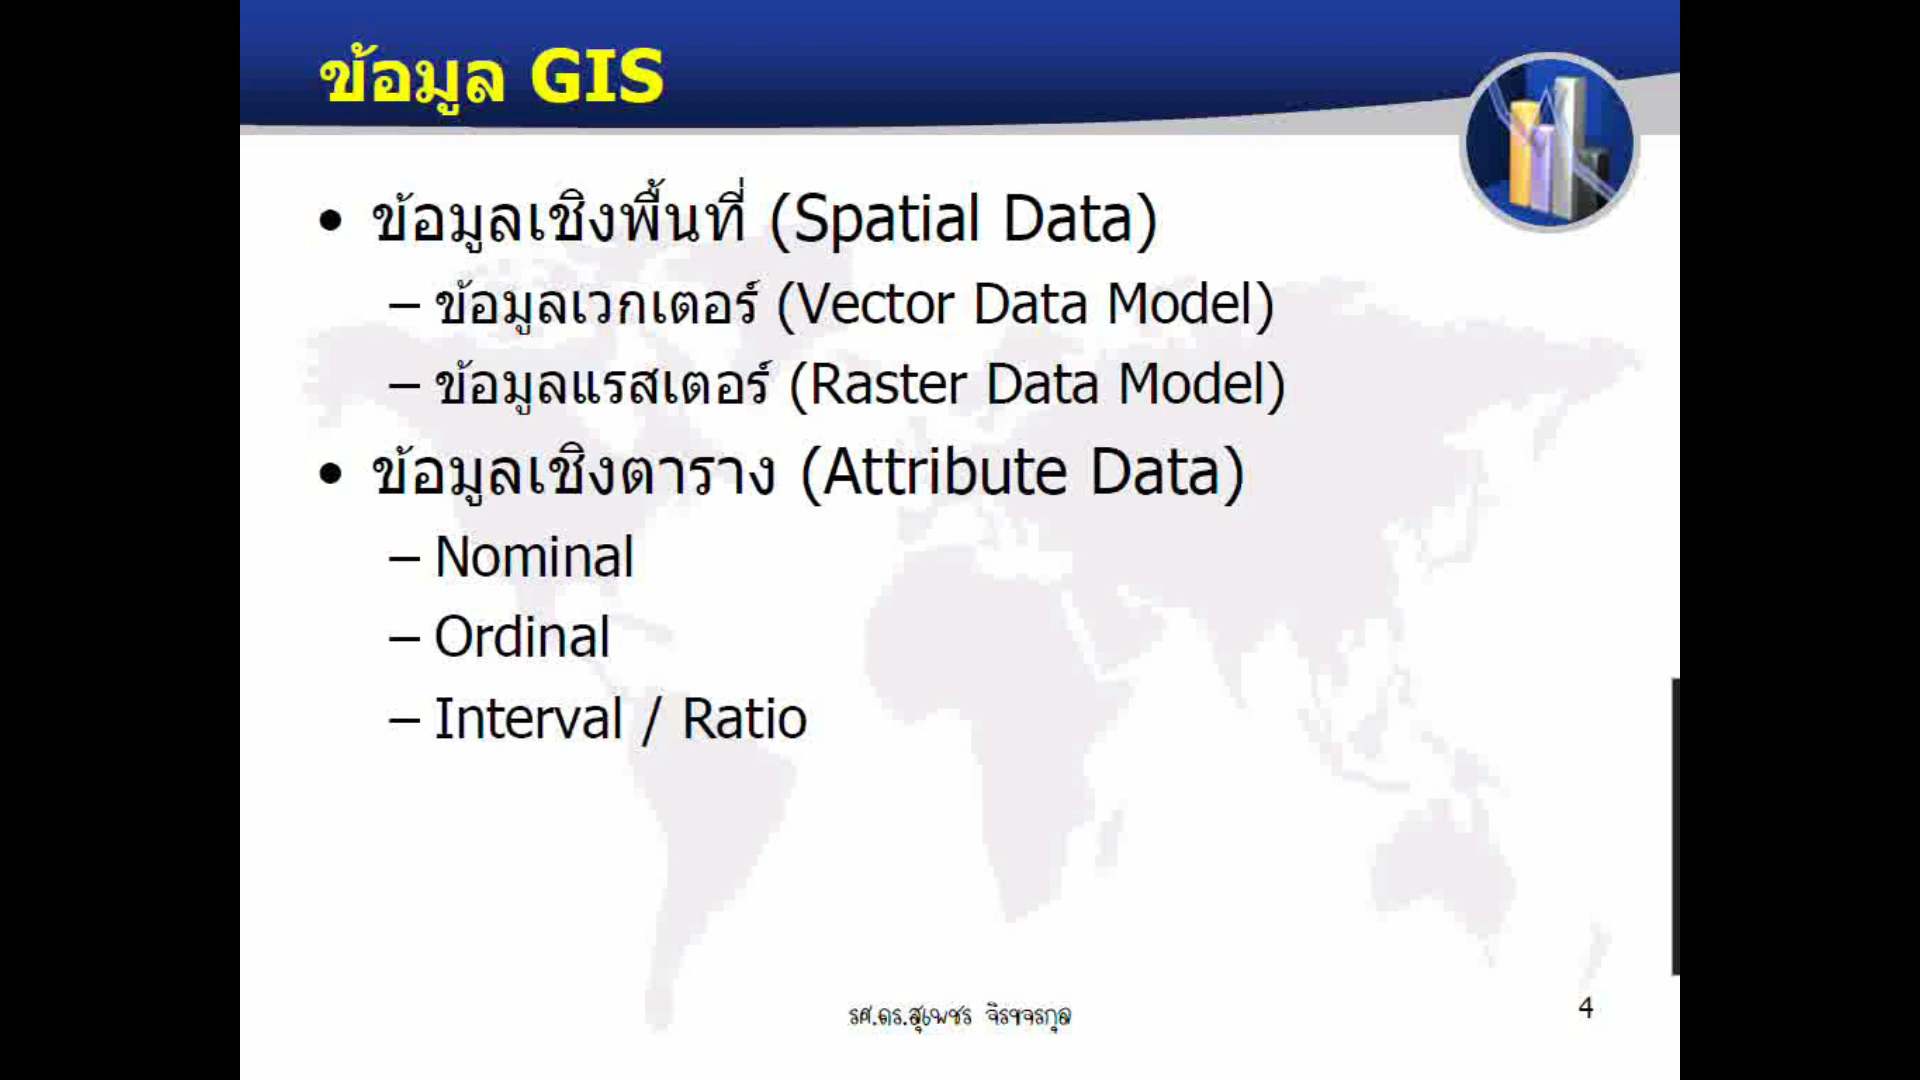 ข้อมูล GIS
• ข้อมูลเชิงพื้นที่ (Spatial Data)
– ข้อมูลเวกเตอร์ (Vector Data Model)
– ข้อมูลแรสเตอร์ (Raster Data Model)
• ข้อมูลเชิงตาราง (Attribute Data)
– Nominal
– Ordinal
– Interval / Ratio
รศ.ดร.สุเพชร จิรขจรกุล
4